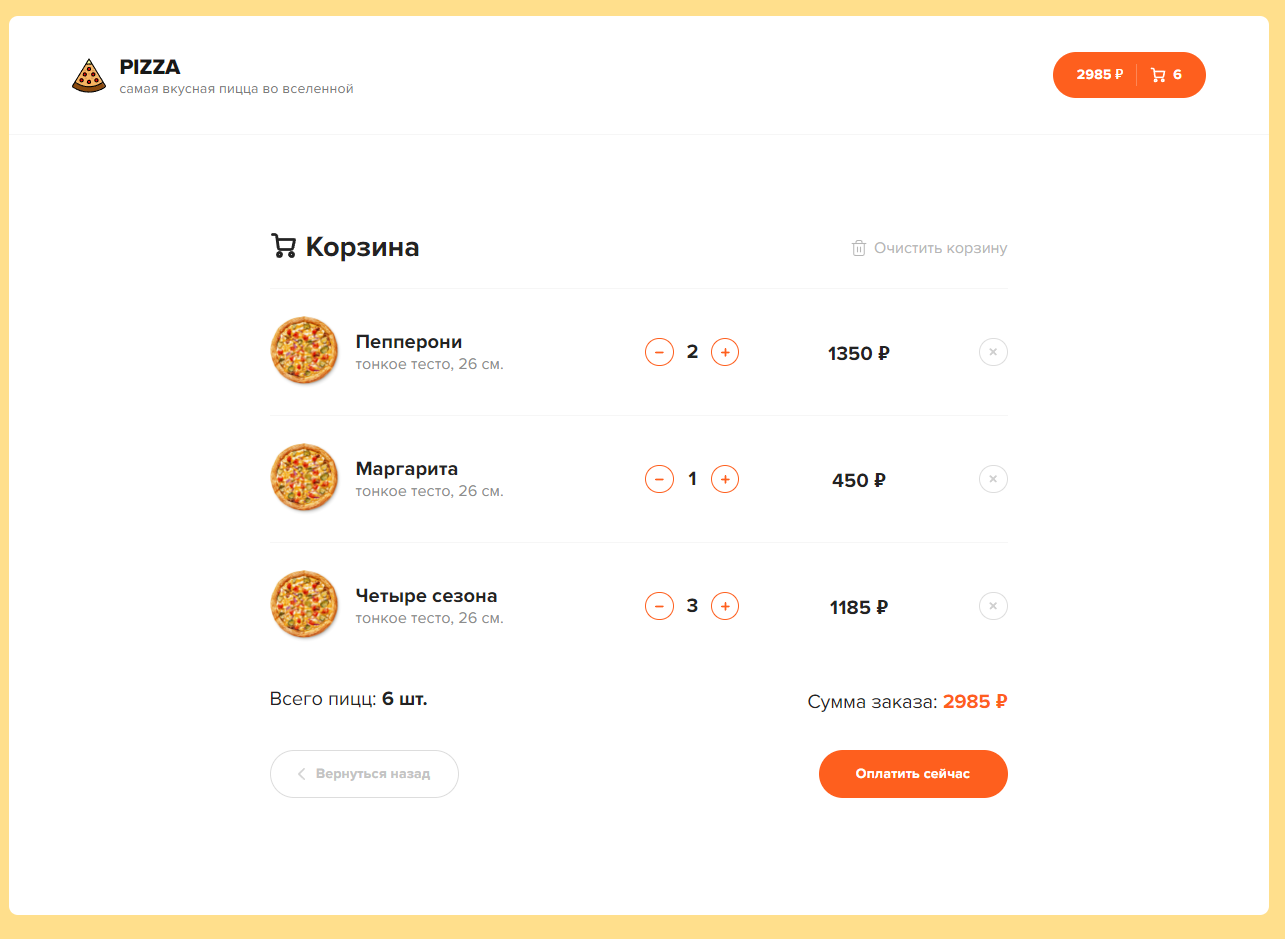 PIZZA
самая вкусная пицца во вселенной
2985 ₽ 6
Корзина
Очистить корзину
Пепперони
тонкое тесто, 26 см.
2
1350 ₽
Маргарита
тонкое тесто, 26 см.
1
450 ₽
Четыре сезона
тонкое тесто, 26 см.
3
1185 ₽
Всего пицц: 6 шт.
Сумма заказа: 2985 ₽
Вернуться назад
Оплатить сейчас